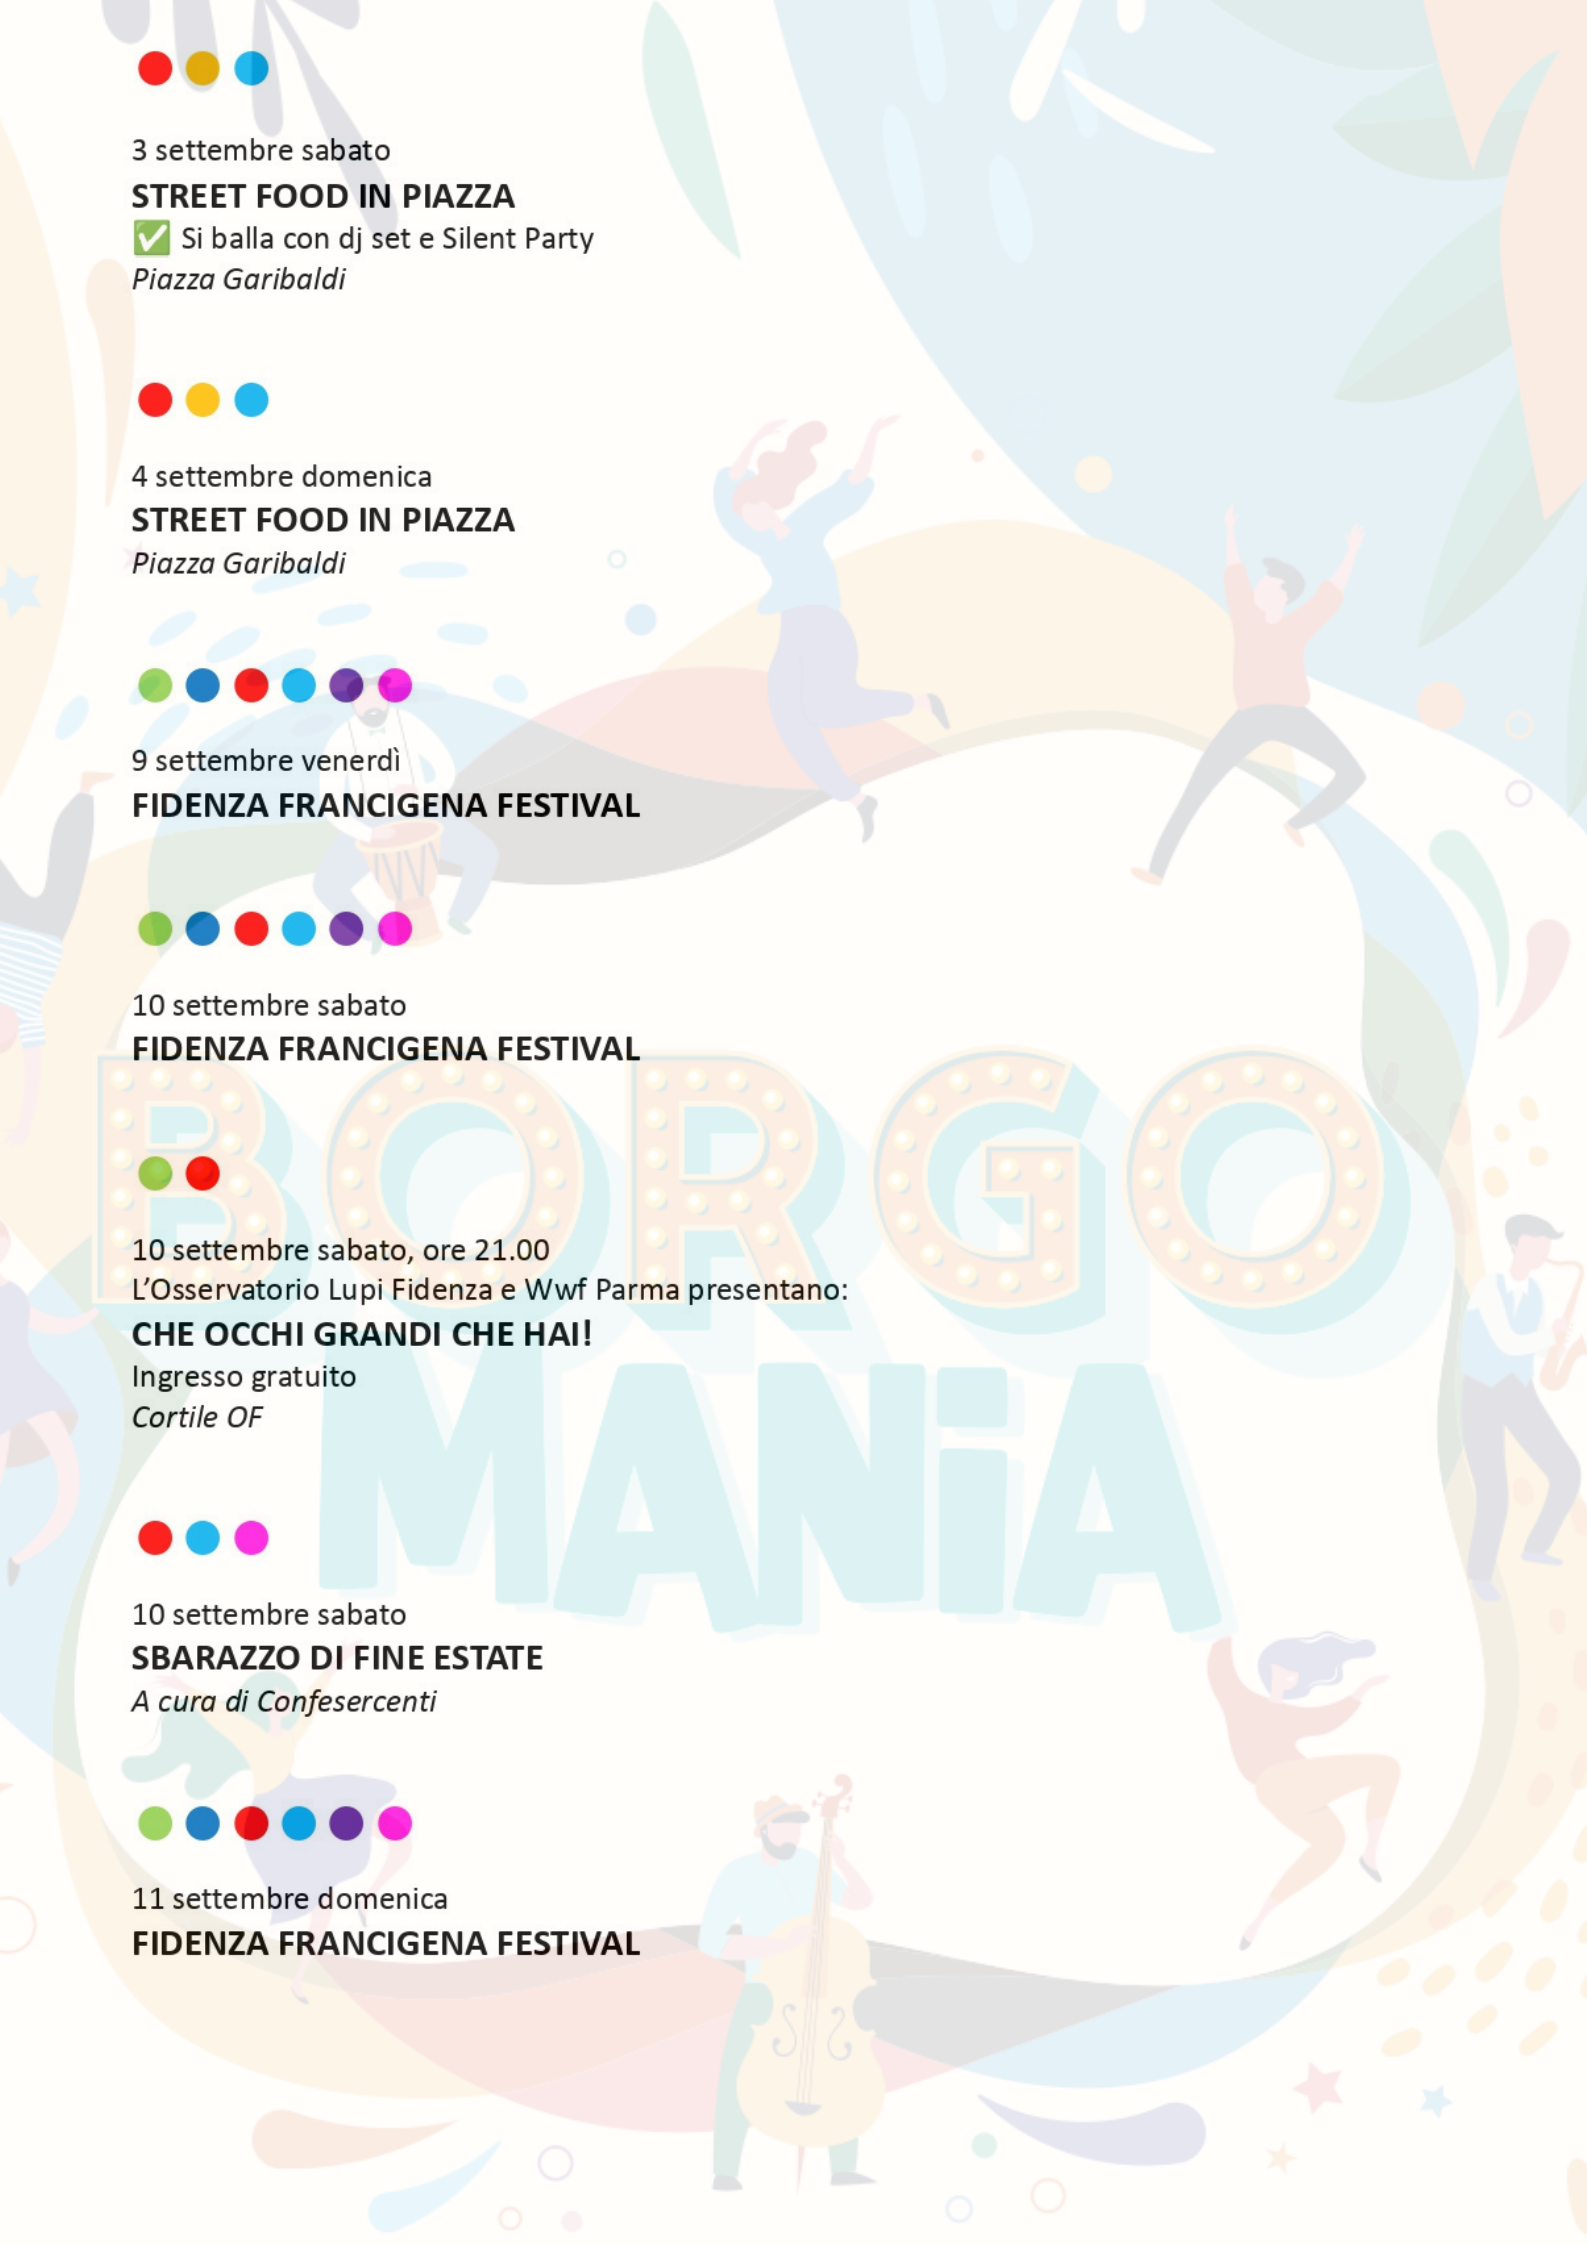 3 settembre sabato
STREET FOOD IN PIAZZA
✅ Si balla con dj set e Silent Party
Piazza Garibaldi
4 settembre domenica
STREET FOOD IN PIAZZA
Piazza Garibaldi
9 settembre venerdì
FIDENZA FRANCIGENA FESTIVAL
10 settembre sabato
FIDENZA FRANCIGENA FESTIVAL
BORGO
MANiA
10 settembre sabato, ore 21.00
L’Osservatorio Lupi Fidenza e Wwf Parma presentano:
CHE OCCHI GRANDI CHE HAI!
Ingresso gratuito
Cortile OF
10 settembre sabato
SBARAZZO DI FINE ESTATE
A cura di Confesercenti
11 settembre domenica
FIDENZA FRANCIGENA FESTIVAL